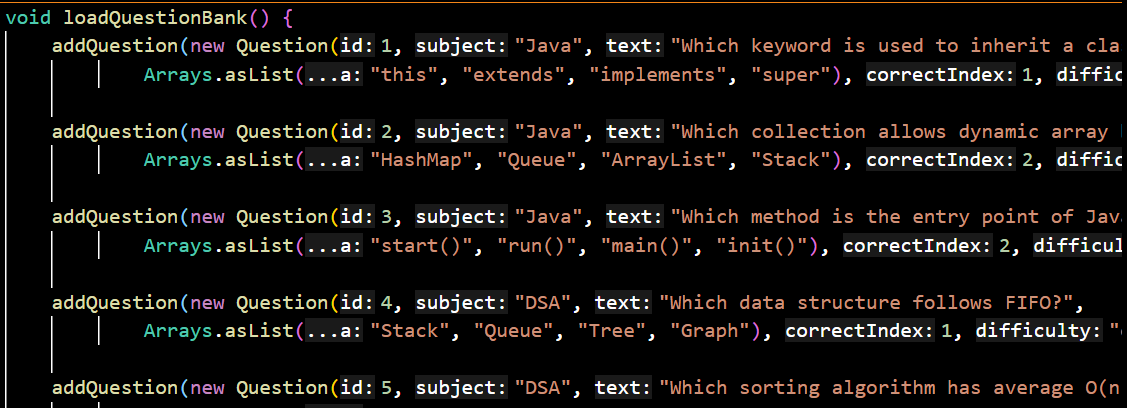 void loadQuestionBank() {
addQuestion(new Question(id: 1, subject: "Java", text: "Which keyword is used to inherit a cla
Arrays.asList(...a: "this", "extends", "implements", "super"), correctIndex: 1, diffic
addQuestion(new Question(id: 2, subject: "Java", text: "Which collection allows dynamic array
Arrays.asList(...a: "HashMap", "Queue", "ArrayList", "Stack"), correctIndex: 2, diffic
addQuestion(new Question(id: 3, subject: "Java", text: "Which method is the entry point of Jav
Arrays.asList(...a: "start()", "run()", "main()", "init()"), correctIndex: 2, difficul
addQuestion(new Question(id: 4, subject: "DSA", text: "Which data structure follows FIFO?",
Arrays.asList(...a: "Stack", "Queue", "Tree", "Graph"), correctIndex: 1, difficulty: "
addQuestion(new Question(id: 5, subject: "DSA", text: "Which sorting algorithm has average O(n